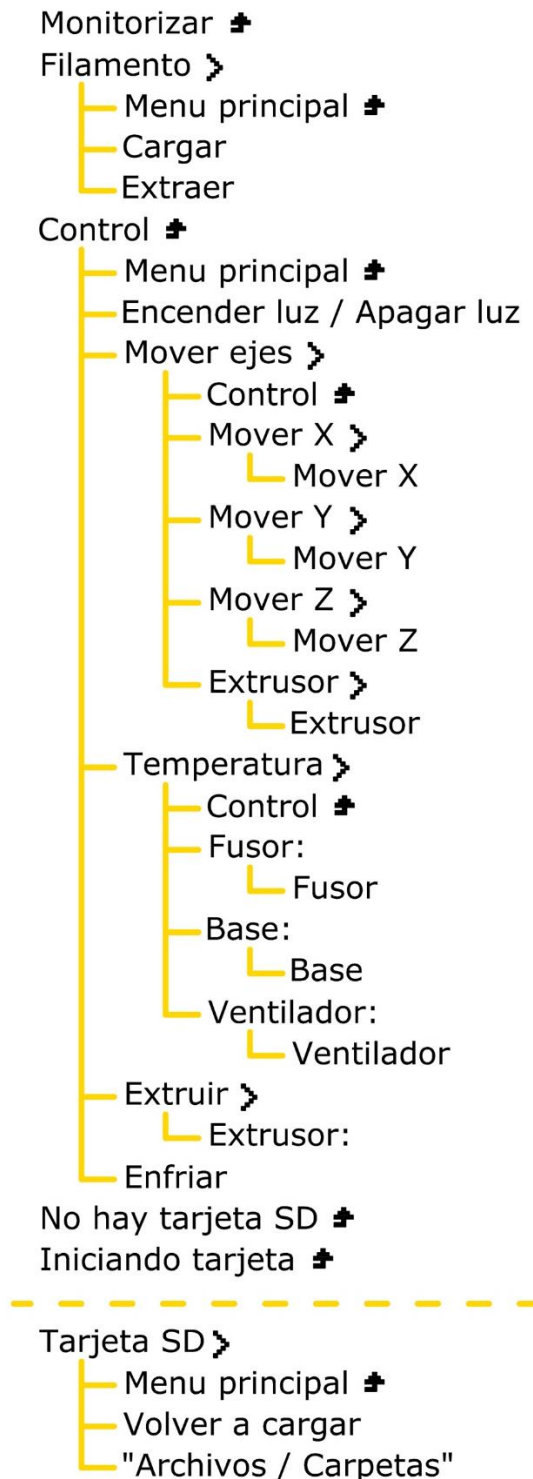 Monitorizar
Filamento
Menu principal
Cargar
Extraer
Control
Menu principal
Encender luz / Apagar luz
Mover ejes
Control
Mover X
Mover X
Mover Y
Mover Y
Mover Z
Mover Z
Extrusor
Extrusor
Temperatura
Control
Fusor:
Fusor
Base:
Base
Ventilador:
Ventilador
Extruir
Extrusor:
Enfriar
No hay tarjeta SD
Iniciando tarjeta
Tarjeta SD
Menu principal
Volver a cargar
"Archivos / Carpetas"